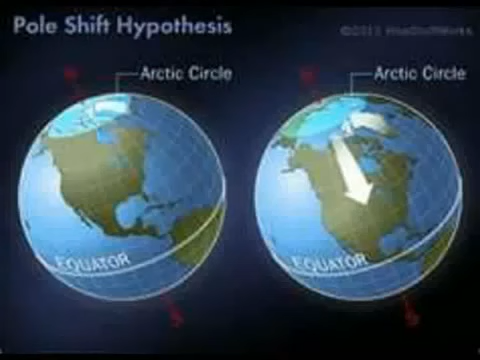 Pole Shift Hypothesis
Arctic Circle
Arctic Circle
EQUATOR
EQUATOR
S